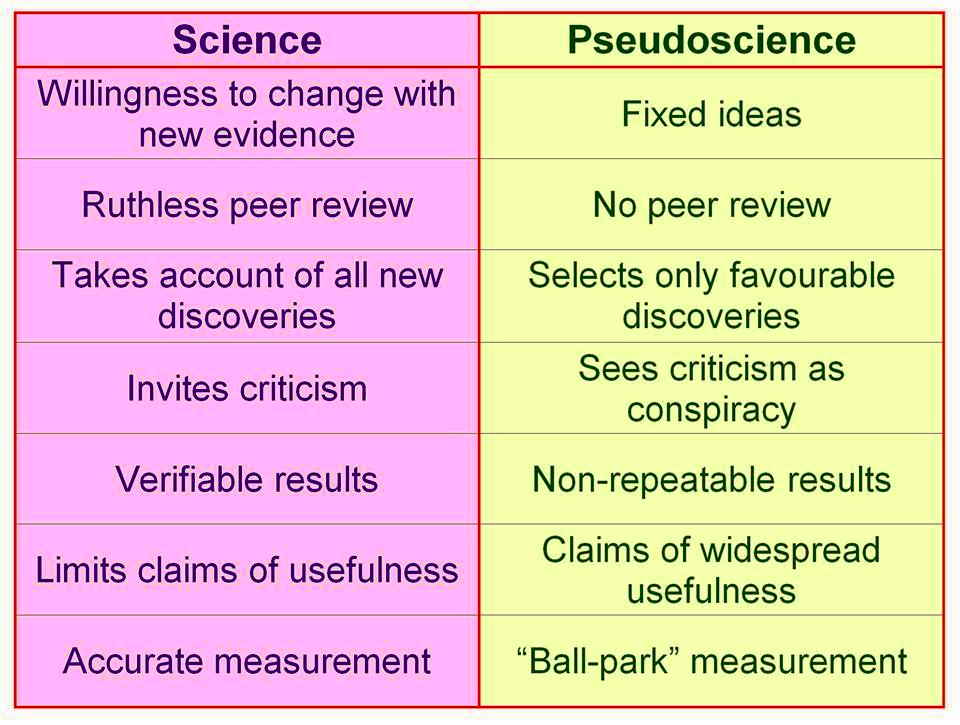 Science
Pseudoscience
Willingness to change with
new evidence
Fixed ideas
Ruthless peer review
No peer review
Takes account of all new
discoveries
Selects only favourable
discoveries
Invites criticism
Sees criticism as
conspiracy
Verifiable results
Non-repeatable results
Limits claims of usefulness
Claims of widespread
usefulness
Accurate measurement
“Ball-park” measurement